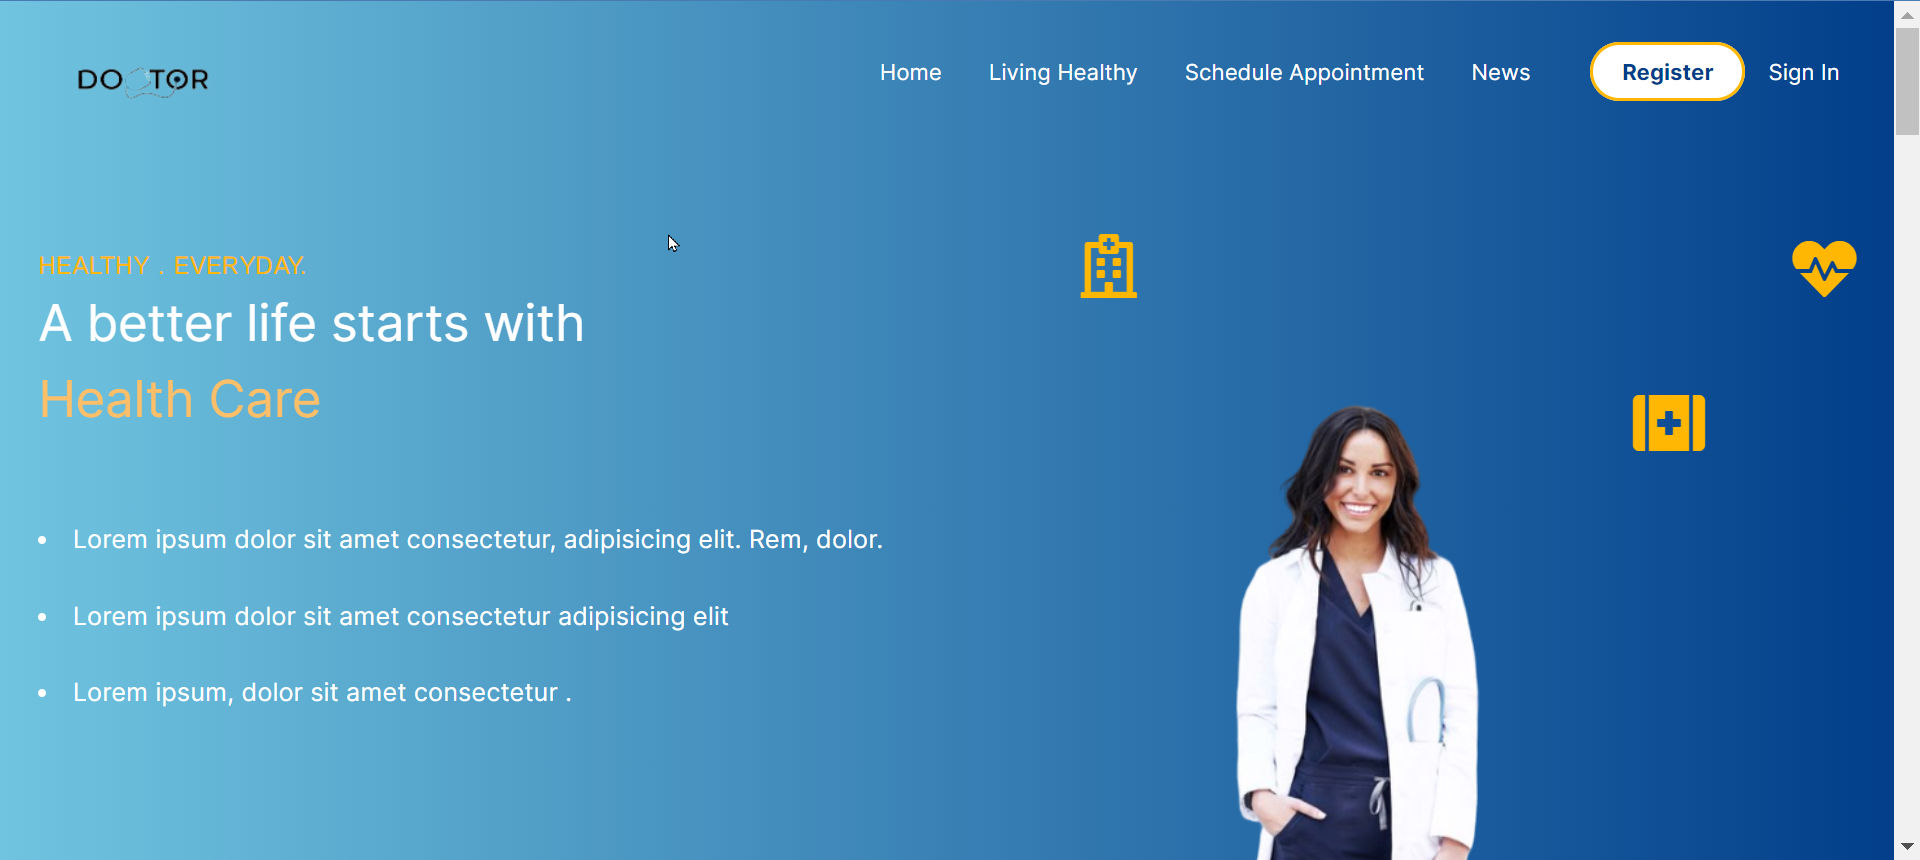 DOCTOR
Home
Living Healthy
Schedule Appointment
News
Register
Sign In
HEALTHY . EVERYDAY.
A better life starts with
Health Care
Lorem ipsum dolor sit amet consectetur, adipisicing elit. Rem, dolor.
Lorem ipsum dolor sit amet consectetur adipisicing elit
Lorem ipsum, dolor sit amet consectetur .